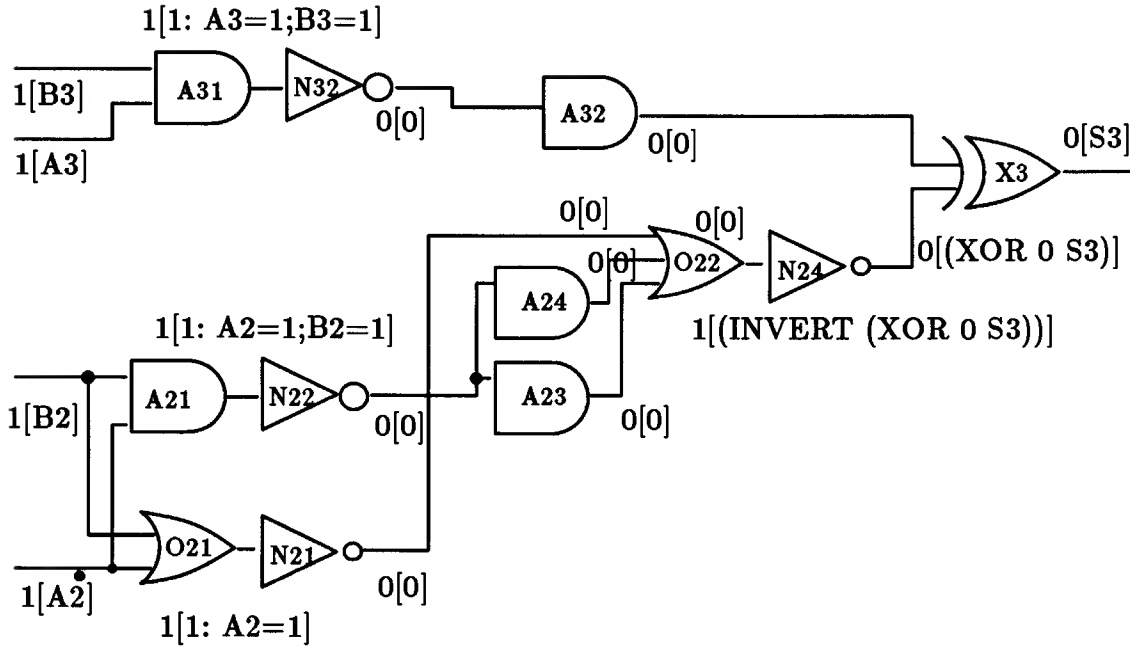 1[1: A3=1;B3=1]
A31
N32
1[B3]
0[0]
A32
1[A3]
0[0]
0[S3]
X3
0[0]
0[0]
0[0]
O22
N24
0[(XOR 0 S3)]
A24
1[(INVERT (XOR 0 S3))]
1[1: A2=1;B2=1]
A21
N22
A23
1[B2]
0[0]
0[0]
O21
N21
1[A2]
0[0]
1[1: A2=1]